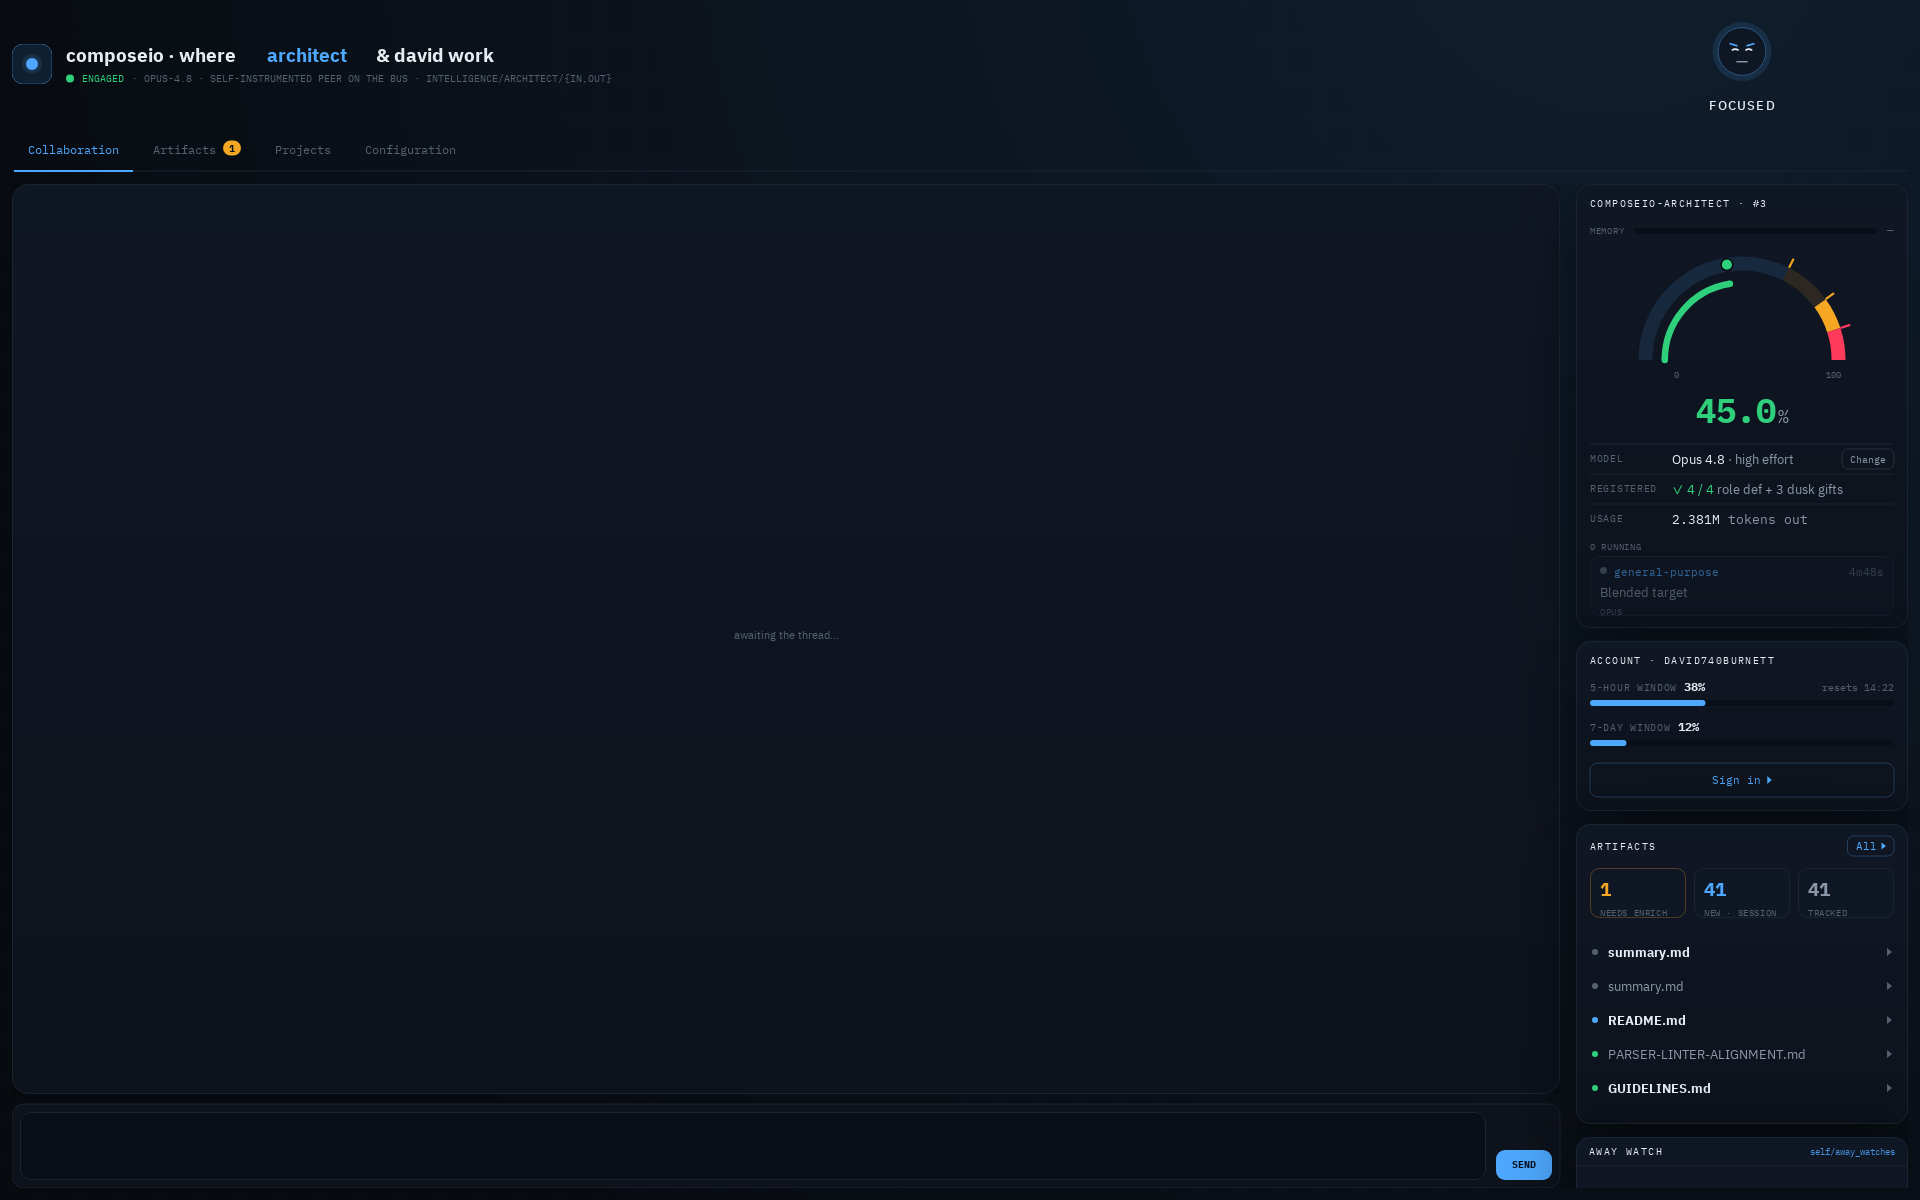 composeio · where architect & david work
ENGAGED · OPUS-4.8 · SELF-INSTRUMENTED PEER ON THE BUS · INTELLIGENCE/ARCHITECT/{IN,OUT}
FOCUSED
Collaboration
Artifacts 1
Projects
Configuration
awaiting the thread…
SEND
COMPOSEIO-ARCHITECT · #3
MEMORY —
0 100
45.0%
MODEL Opus 4.8 · high effort Change
REGISTERED ✓ 4 / 4 role def + 3 dusk gifts
USAGE 2.381M tokens out
0 RUNNING
general-purpose 4m48s
Blended target
OPUS
ACCOUNT · DAVID740BURNETT
5-HOUR WINDOW 38% resets 14:22
7-DAY WINDOW 12%
Sign in
ARTIFACTS All
1 41 41
NEEDS ENRICH NEW · SESSION TRACKED
summary.md
summary.md
README.md
PARSER-LINTER-ALIGNMENT.md
GUIDELINES.md
AWAY WATCH self/away_watches